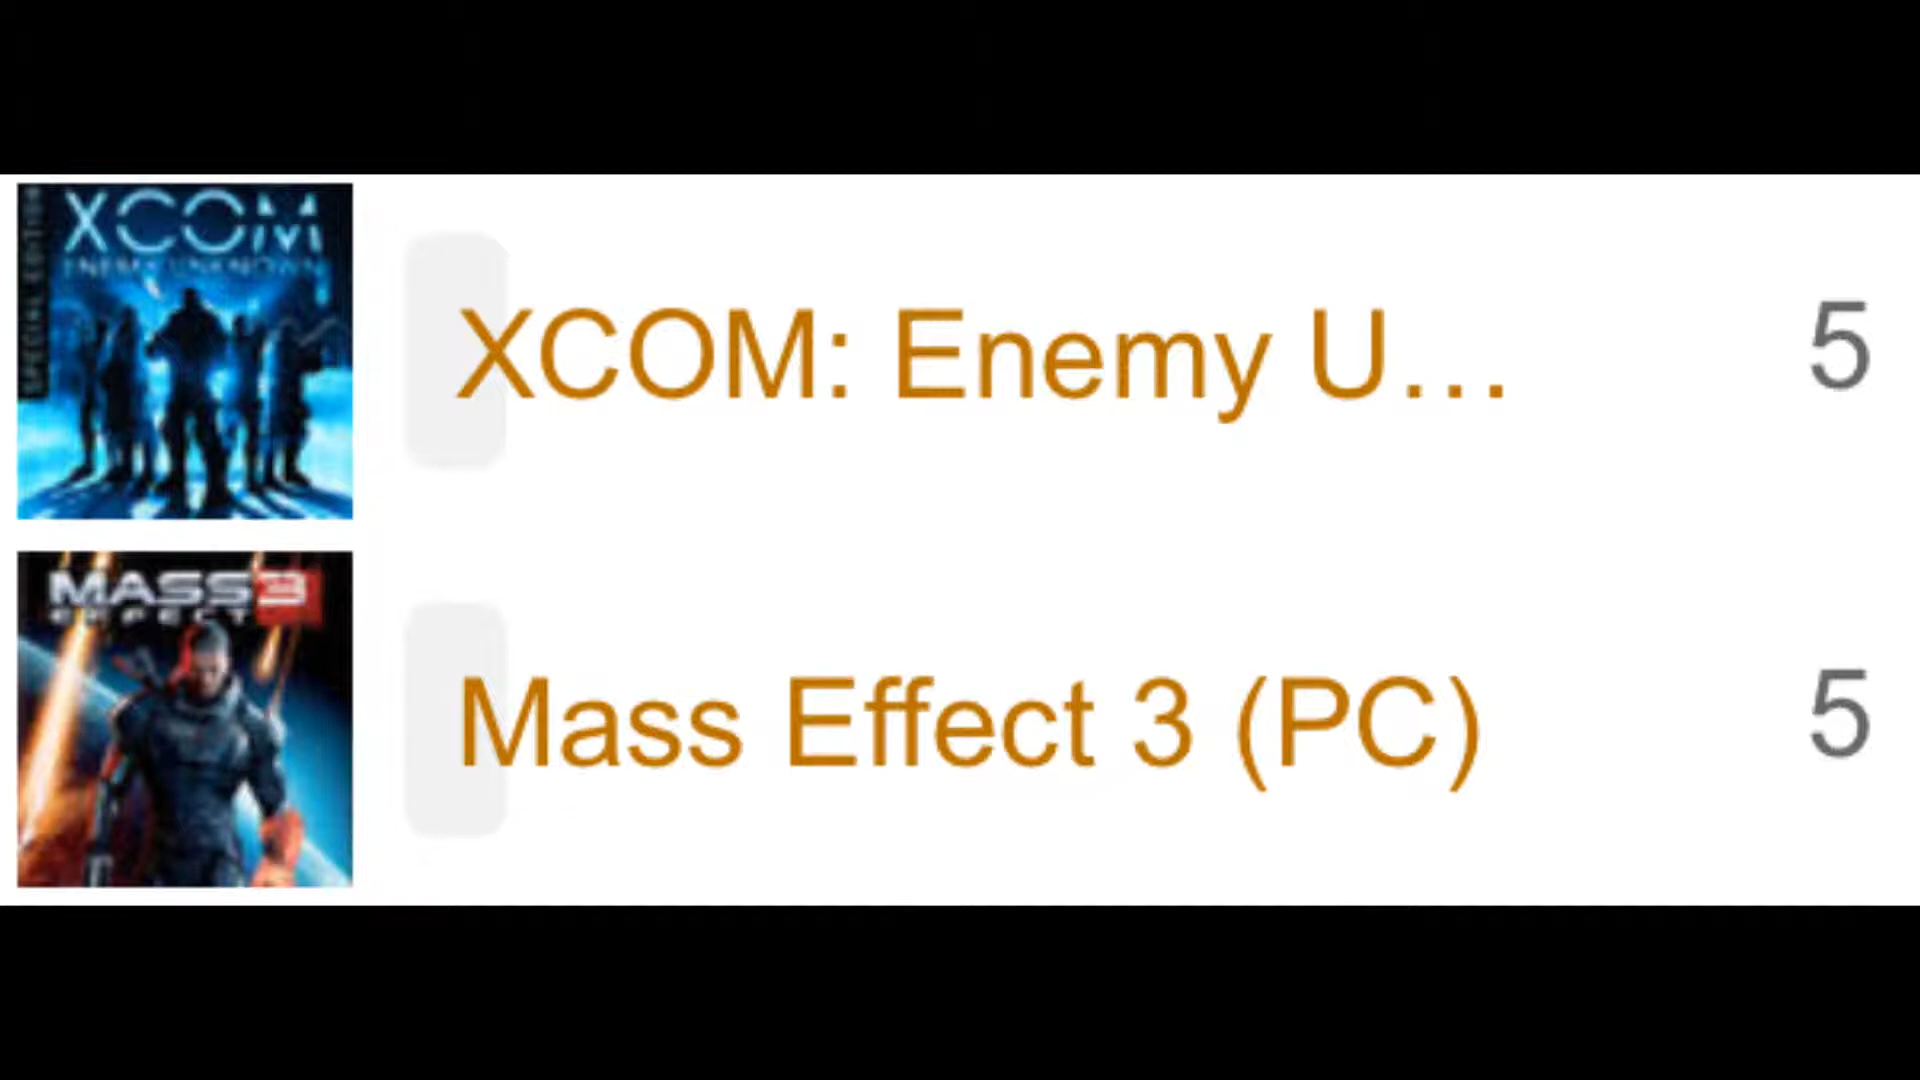 XCOM
ENEMY UNKNOWN
SPECIAL EDITION
XCOM: Enemy U... 5
MASS 3
EFFECT
Mass Effect 3 (PC) 5